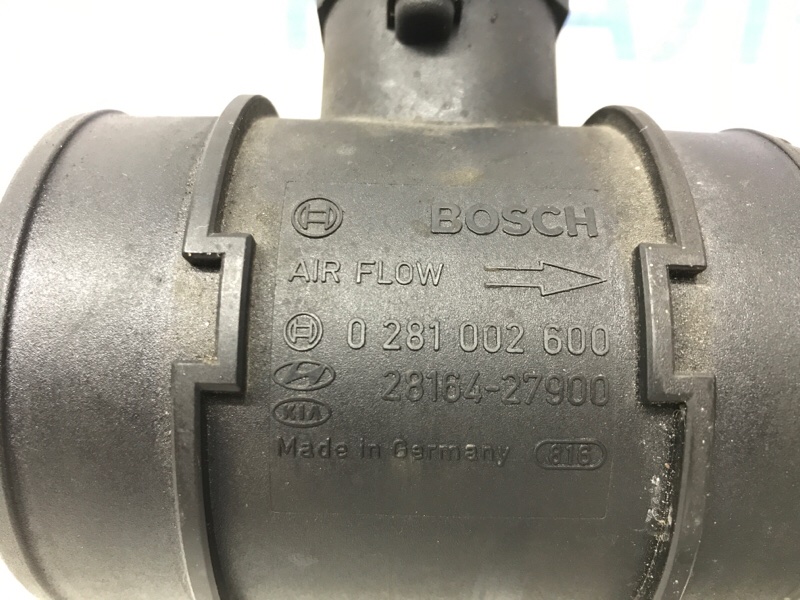 BOSCH
AIR FLOW
0 281 002 600
28164-27900
KIA
Made in Germany 816